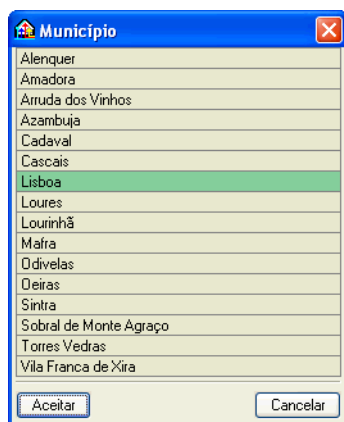 Município
Alenquer
Amadora
Arruda dos Vinhos
Azambuja
Cadaval
Cascais
Lisboa
Loures
Lourinhã
Mafra
Odivelas
Oeiras
Sintra
Sobral de Monte Agraço
Torres Vedras
Vila Franca de Xira
Aceitar Cancelar